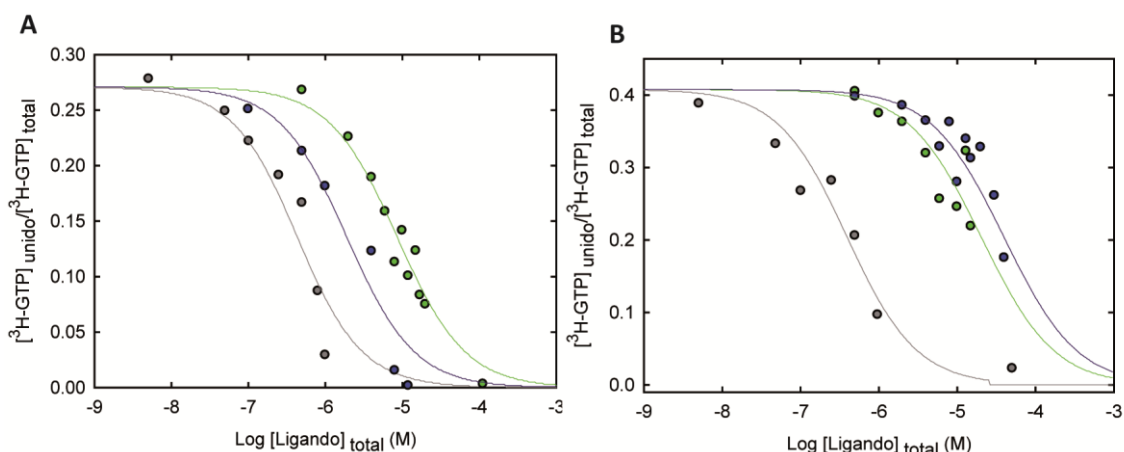 A
0.30
0.25
0.20
0.15
0.10
0.05
0.00
-9 -8 -7 -6 -5 -4 -3
[³H-GTP] unido/[³H-GTP] total
Log [Ligando] total (M)
B
0.4
0.3
0.2
0.1
0.0
-9 -8 -7 -6 -5 -4 -3
[³H-GTP] unido/[³H-GTP] total
Log [Ligando] total (M)